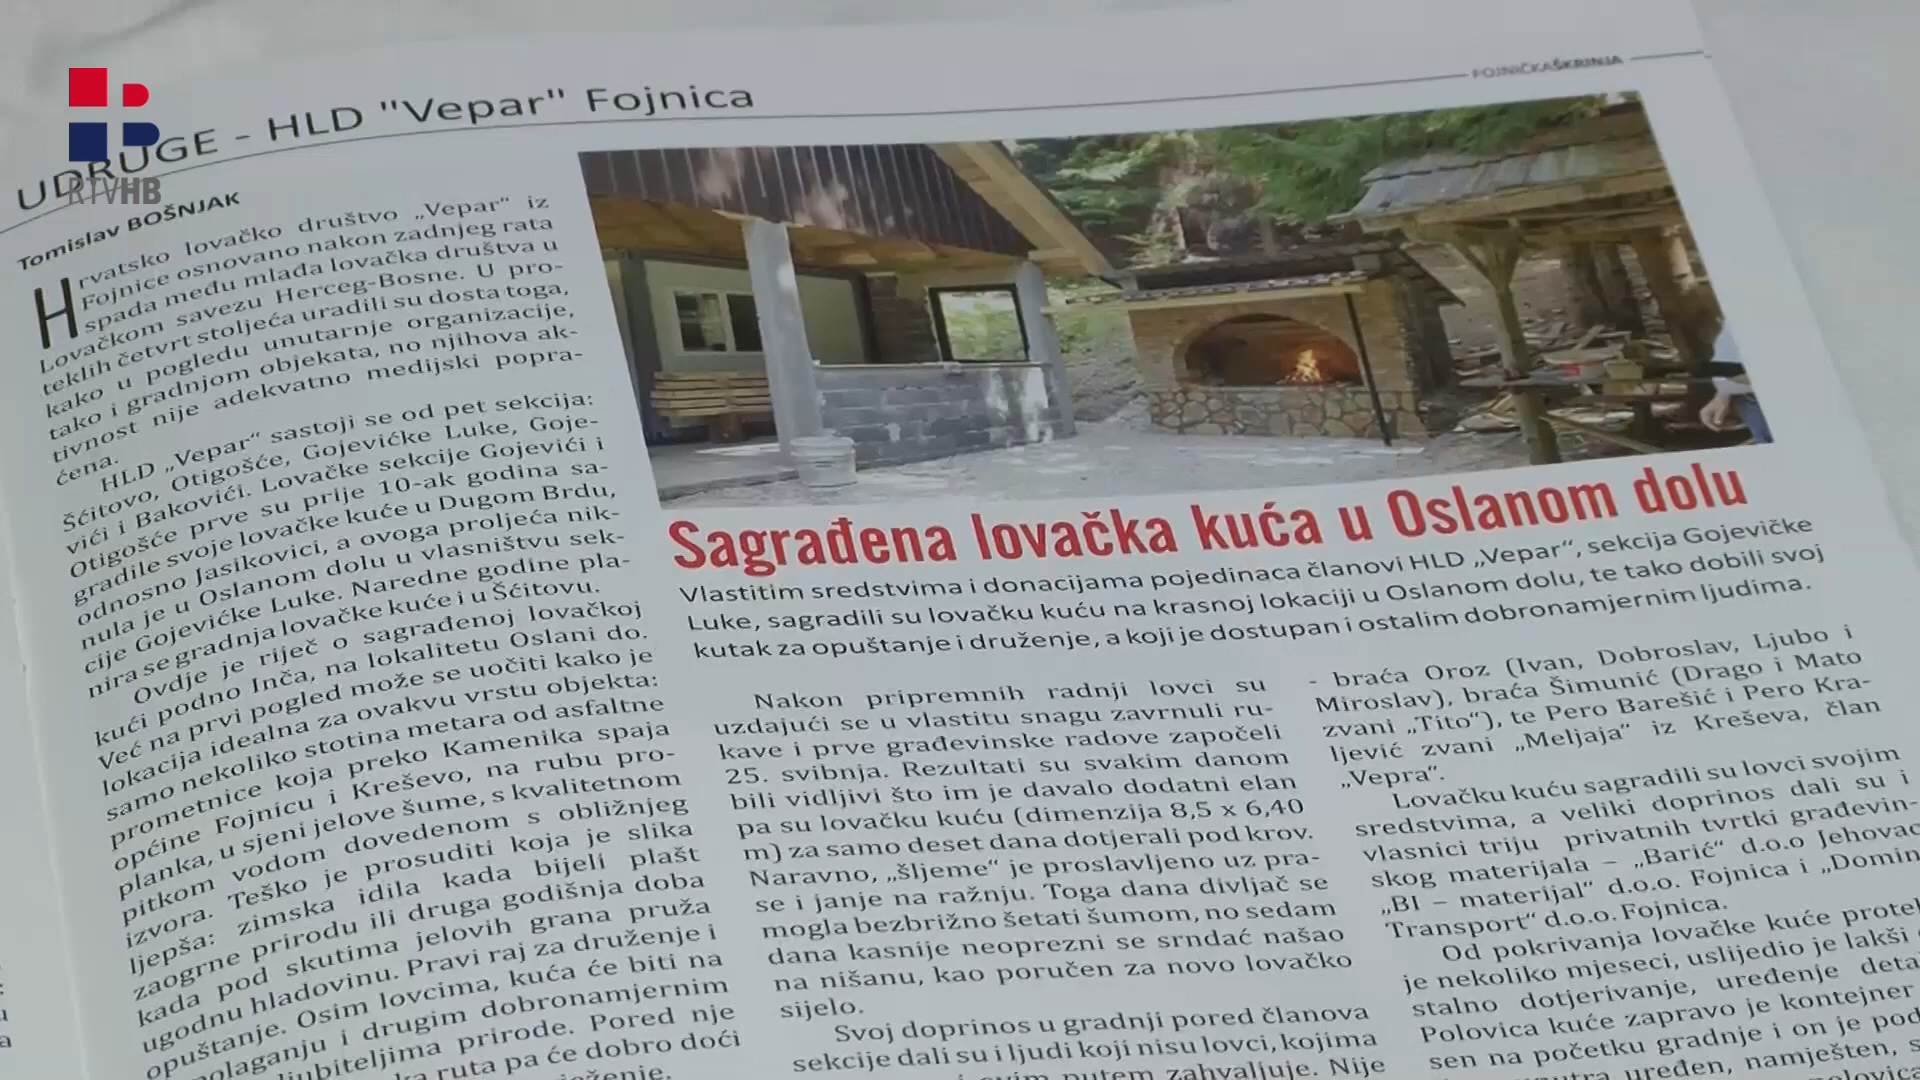 FOJNIČKAŠKRINJA
UDRUGE - HLD "Vepar" Fojnica
RTVHB
Tomislav BOŠNJAK
Hrvatsko lovačko društvo „Vepar“ iz
Fojnice osnovano nakon zadnjeg rata
spada među mlađa lovačka društva u
Lovačkom savezu Herceg-Bosne. U pro-
teklih četvrt stoljeća uradili su dosta toga,
kako u pogledu unutarnje organizacije,
tako i gradnjom objekata, no njihova ak-
tivnost nije adekvatno medijski popra-
ćena.
HLD „Vepar“ sastoji se od pet sekcija:
Šćitovo, Otigošće, Gojevićke Luke, Goje-
vići i Bakovići. Lovačke sekcije Gojevići i
Otigošće prve su prije 10-ak godina sa-
gradile svoje lovačke kuće u Dugom Brdu,
odnosno Jasikovici, a ovoga proljeća nik-
nula je u Oslanom dolu u vlasništvu sek-
cije Gojevićke Luke. Naredne godine pla-
nira se gradnja lovačke kuće i u Šćitovu.
Ovdje je riječ o sagrađenoj lovačkoj
kući podno Inča, na lokalitetu Oslani do.
Već na prvi pogled može se uočiti kako je
lokacija idealna za ovakvu vrstu objekta:
samo nekoliko stotina metara od asfaltne
prometnice koja preko Kamenika spaja
općine Fojnicu i Kreševo, na rubu pro-
planka, u sjeni jelove šume, s kvalitetnom
pitkom vodom dovedenom s obližnjeg
izvora. Teško je prosuditi koja je slika
ljepša: zimska idila kada bijeli plašt
zaogrne prirodu ili druga godišnja doba
kada pod skutima jelovih grana pruža
ugodnu hladovinu. Pravi raj za druženje i
opuštanje. Osim lovcima, kuća će biti na
polaganju i drugim dobronamjernim
ljubiteljima prirode. Pored nje
ruta pa će dobro doći
Sagrađena lovačka kuća u Oslanom dolu
Vlastitim sredstvima i donacijama pojedinaca članovi HLD „Vepar“, sekcija Gojevičke
Luke, sagradili su lovačku kuću na krasnoj lokaciji u Oslanom dolu, te tako dobili svoj
kutak za opuštanje i druženje, a koji je dostupan i ostalim dobronamjernim ljudima.
Nakon pripremnih radnji lovci su
uzdajući se u vlastitu snagu zavrnuli ru-
kave i prve građevinske radove započeli
25. svibnja. Rezultati su svakim danom
bili vidljivi što im je davalo dodatni elan
pa su lovačku kuću (dimenzija 8,5 x 6,40
m) za samo deset dana dotjerali pod krov.
Naravno, „šljeme“ je proslavljeno uz pra-
se i janje na ražnju. Toga dana divljač se
mogla bezbrižno šetati šumom, no sedam
dana kasnije neoprezni se srndać našao
na nišanu, kao poručen za novo lovačko
sijelo.
Svoj doprinos u gradnji pored članova
sekcije dali su i ljudi koji nisu lovci, kojima
putem zahvaljuje. Nije
- braća Oroz (Ivan, Dobroslav, Ljubo i
Miroslav), braća Šimunić (Drago i Mato
zvani „Tito“), te Pero Barešić i Pero Kra-
ljević zvani „Meljaja“ iz Kreševa, član
„Vepra“.
Lovačku kuću sagradili su lovci svojim
sredstvima, a veliki doprinos dali su i
vlasnici triju privatnih tvrtki građevin-
skog materijala – „Barić“ d.o.o Jehovac
„BI – materijal“ d.o.o. Fojnica i „Domin
Transport“ d.o.o. Fojnica.
Od pokrivanja lovačke kuće protek
je nekoliko mjeseci, uslijedio je lakši
stalno dotjerivanje, uređenje deta
Polovica kuće zapravo je kontejner
sen na početku gradnje i on je pod
uređen, namješten,